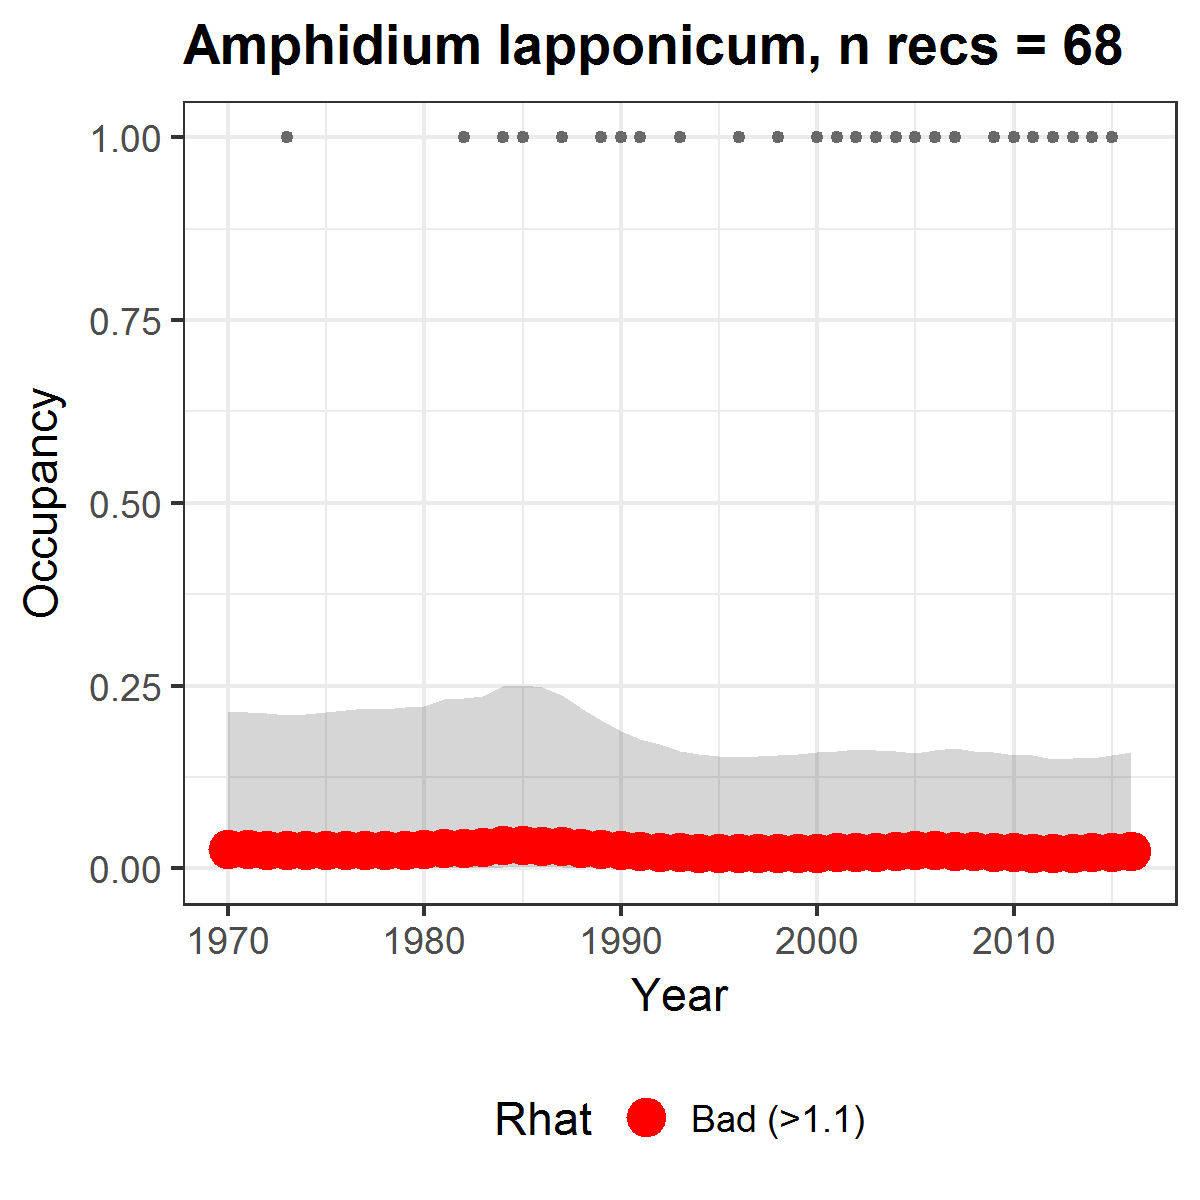 Amphidium lapponicum, n recs = 68
1.00
0.75
0.50
0.25
0.00
Occupancy
1970 1980 1990 2000 2010
Year
Rhat Bad (>1.1)